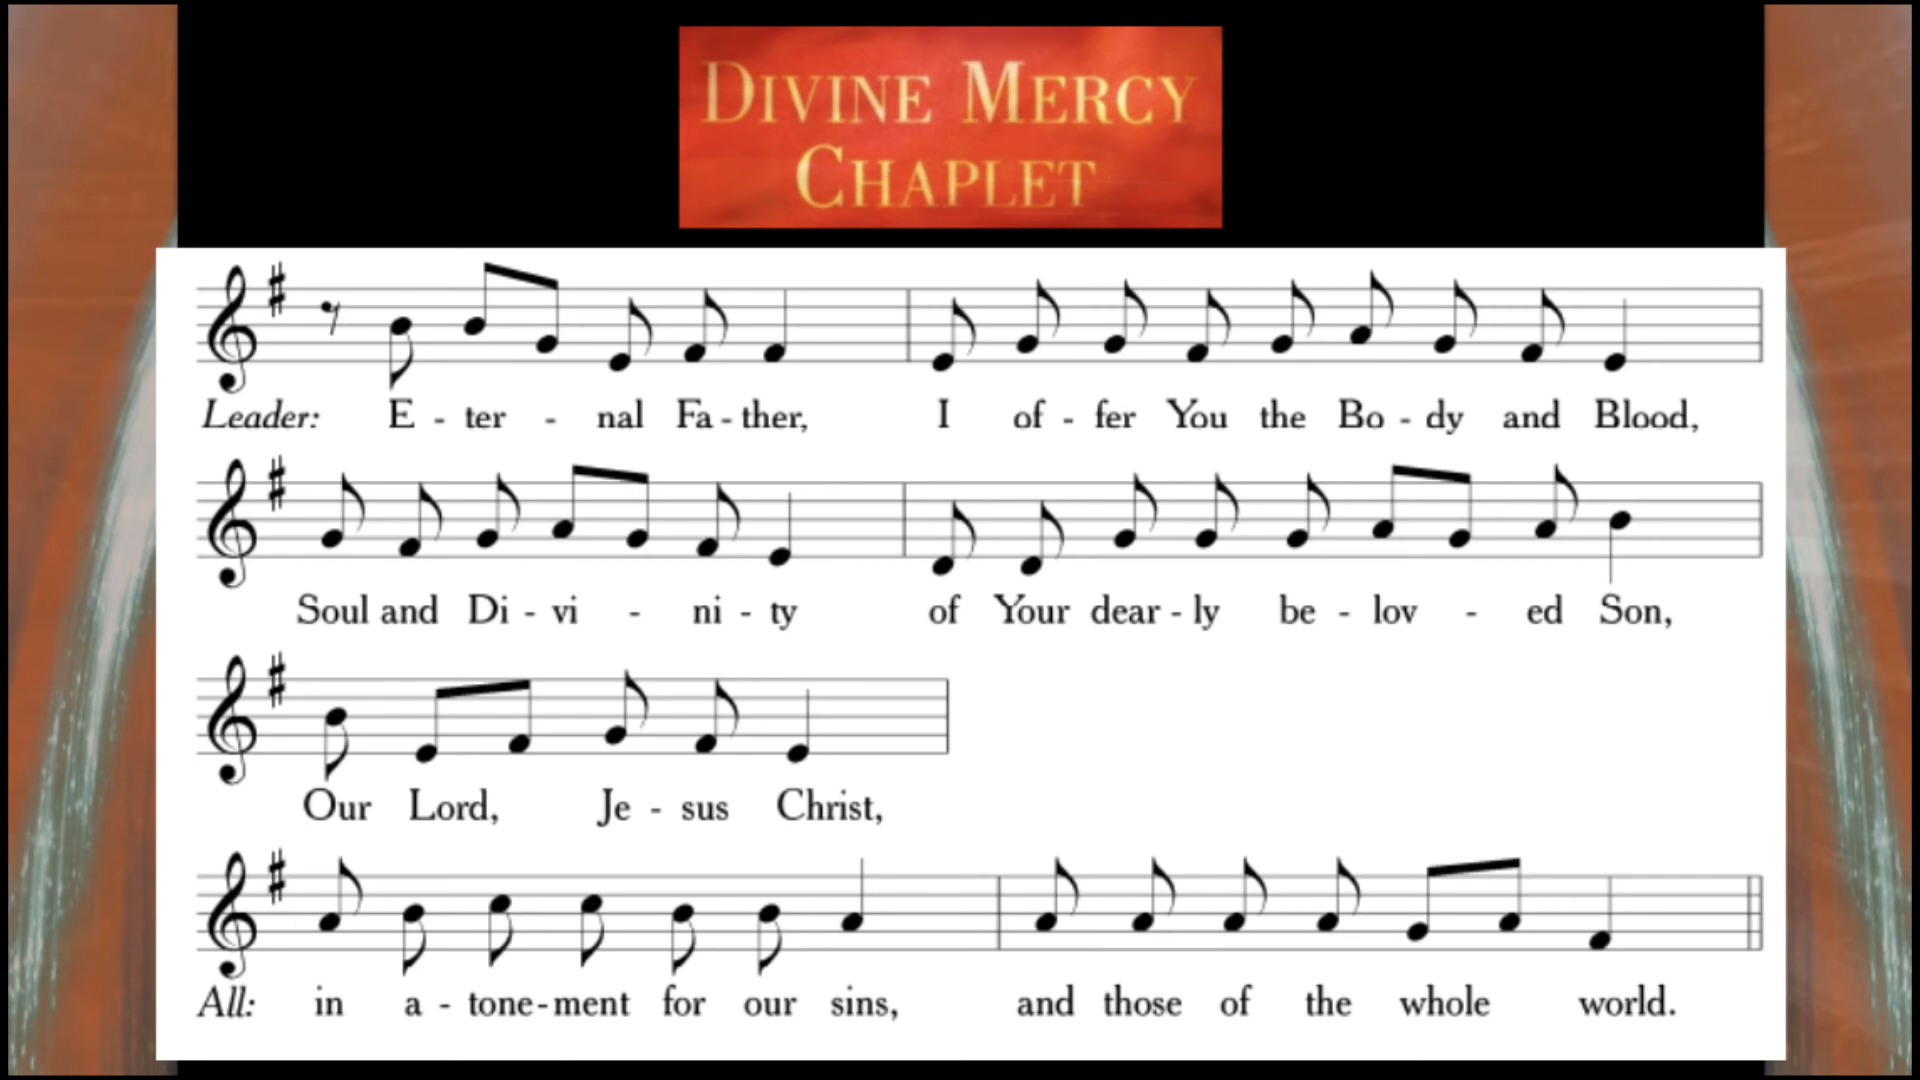 DIVINE MERCY
CHAPLET
Leader: E - ter - nal Fa - ther, I of - fer You the Bo - dy and Blood,
Soul and Di - vi - ni - ty of Your dear - ly be - lov - ed Son,
Our Lord, Je - sus Christ,
All: in a - tone - ment for our sins, and those of the whole world.